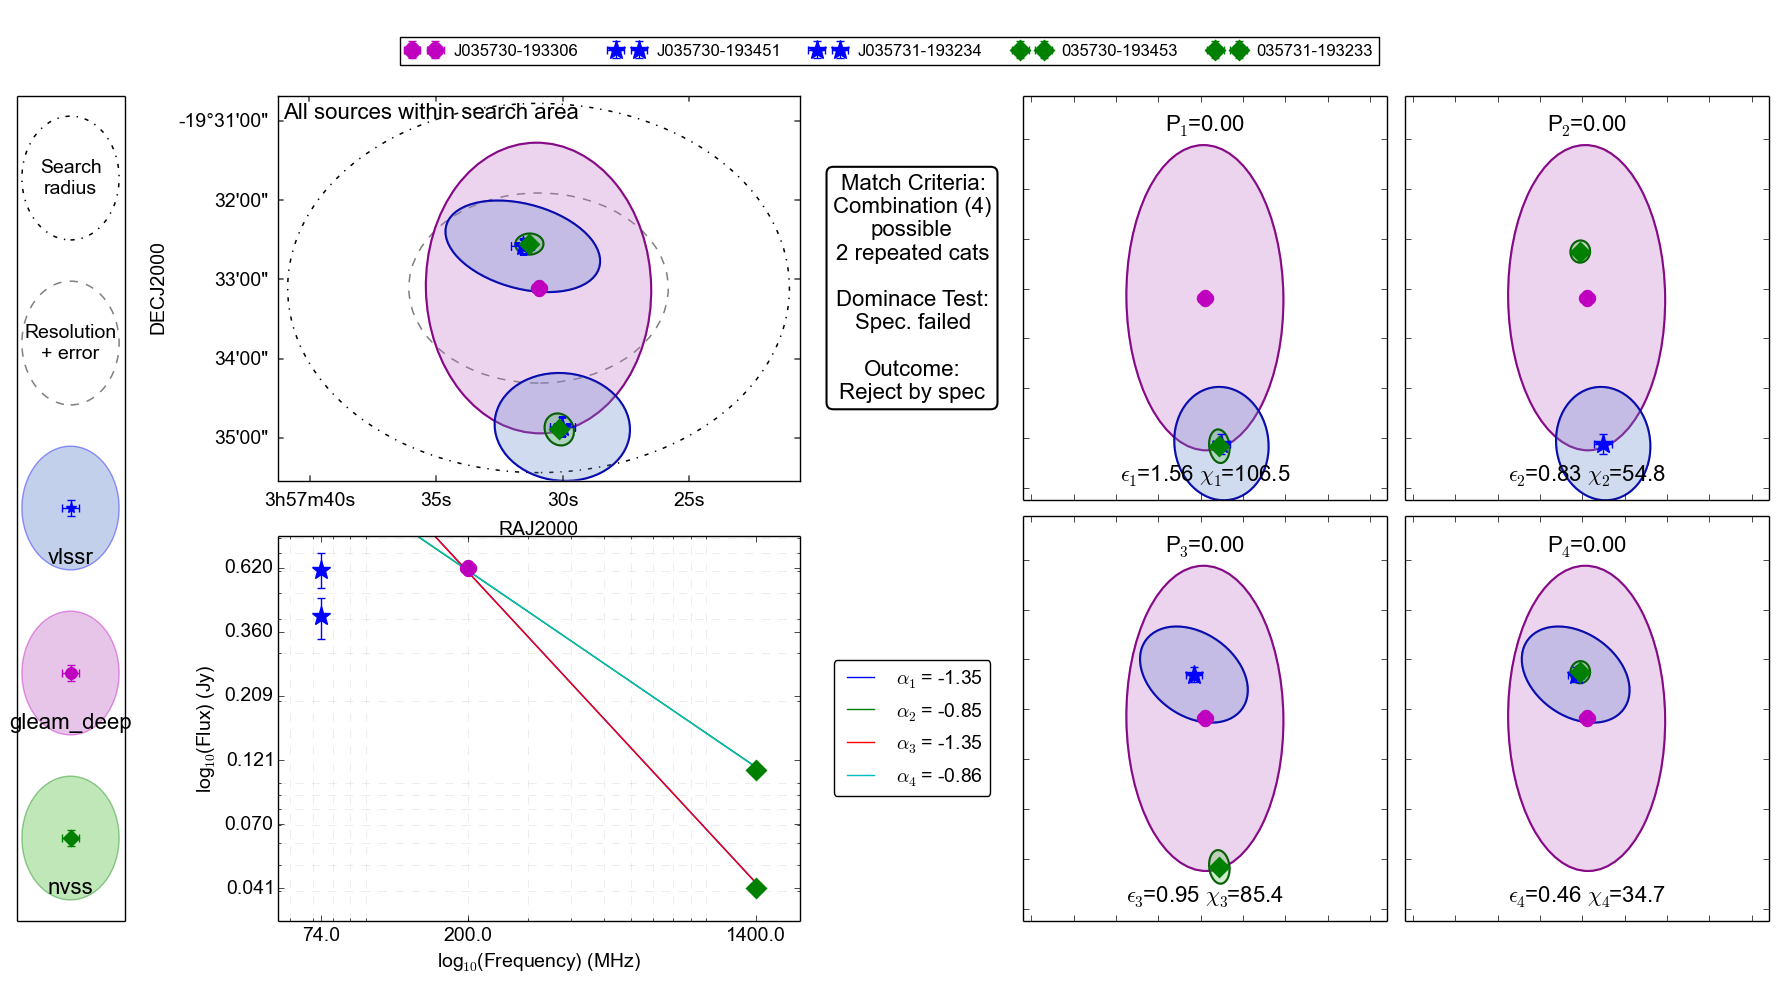 J035730-193306 J035730-193451 J035731-193234 035730-193453 035731-193233
Search
radius
Resolution
+ error
vlssr
gleam_deep
nvss
All sources within search area
DECJ2000
-19°31'00"
32'00"
33'00"
34'00"
35'00"
3h57m40s 35s 30s 25s
RAJ2000
Match Criteria:
Combination (4)
possible
2 repeated cats
Dominace Test:
Spec. failed
Outcome:
Reject by spec
P1=0.00
ϵ1=1.56 χ1=106.5
P2=0.00
ϵ2=0.83 χ2=54.8
log10(Flux) (Jy)
0.620
0.360
0.209
0.121
0.070
0.041
74.0 200.0 1400.0
log10(Frequency) (MHz)
α1 = -1.35
α2 = -0.85
α3 = -1.35
α4 = -0.86
P3=0.00
ϵ3=0.95 χ3=85.4
P4=0.00
ϵ4=0.46 χ4=34.7